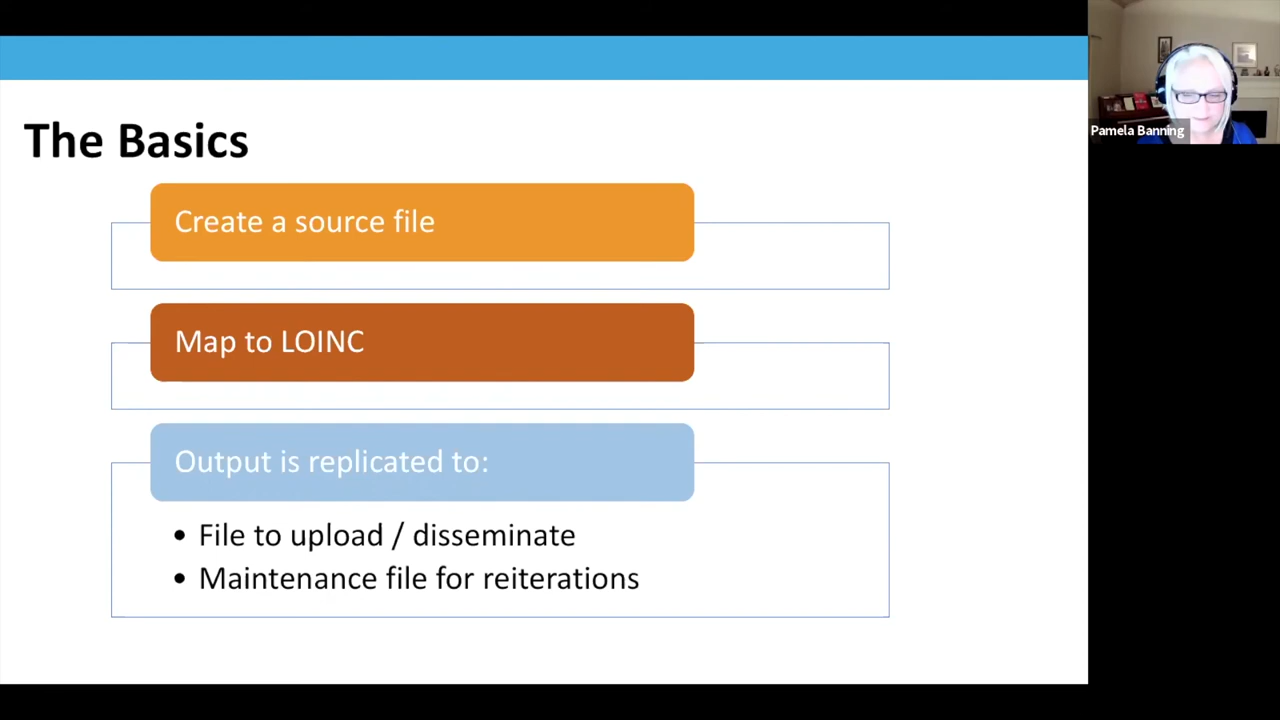 The Basics
Create a source file
Map to LOINC
Output is replicated to:
• File to upload / disseminate
• Maintenance file for reiterations
Pamela Banning